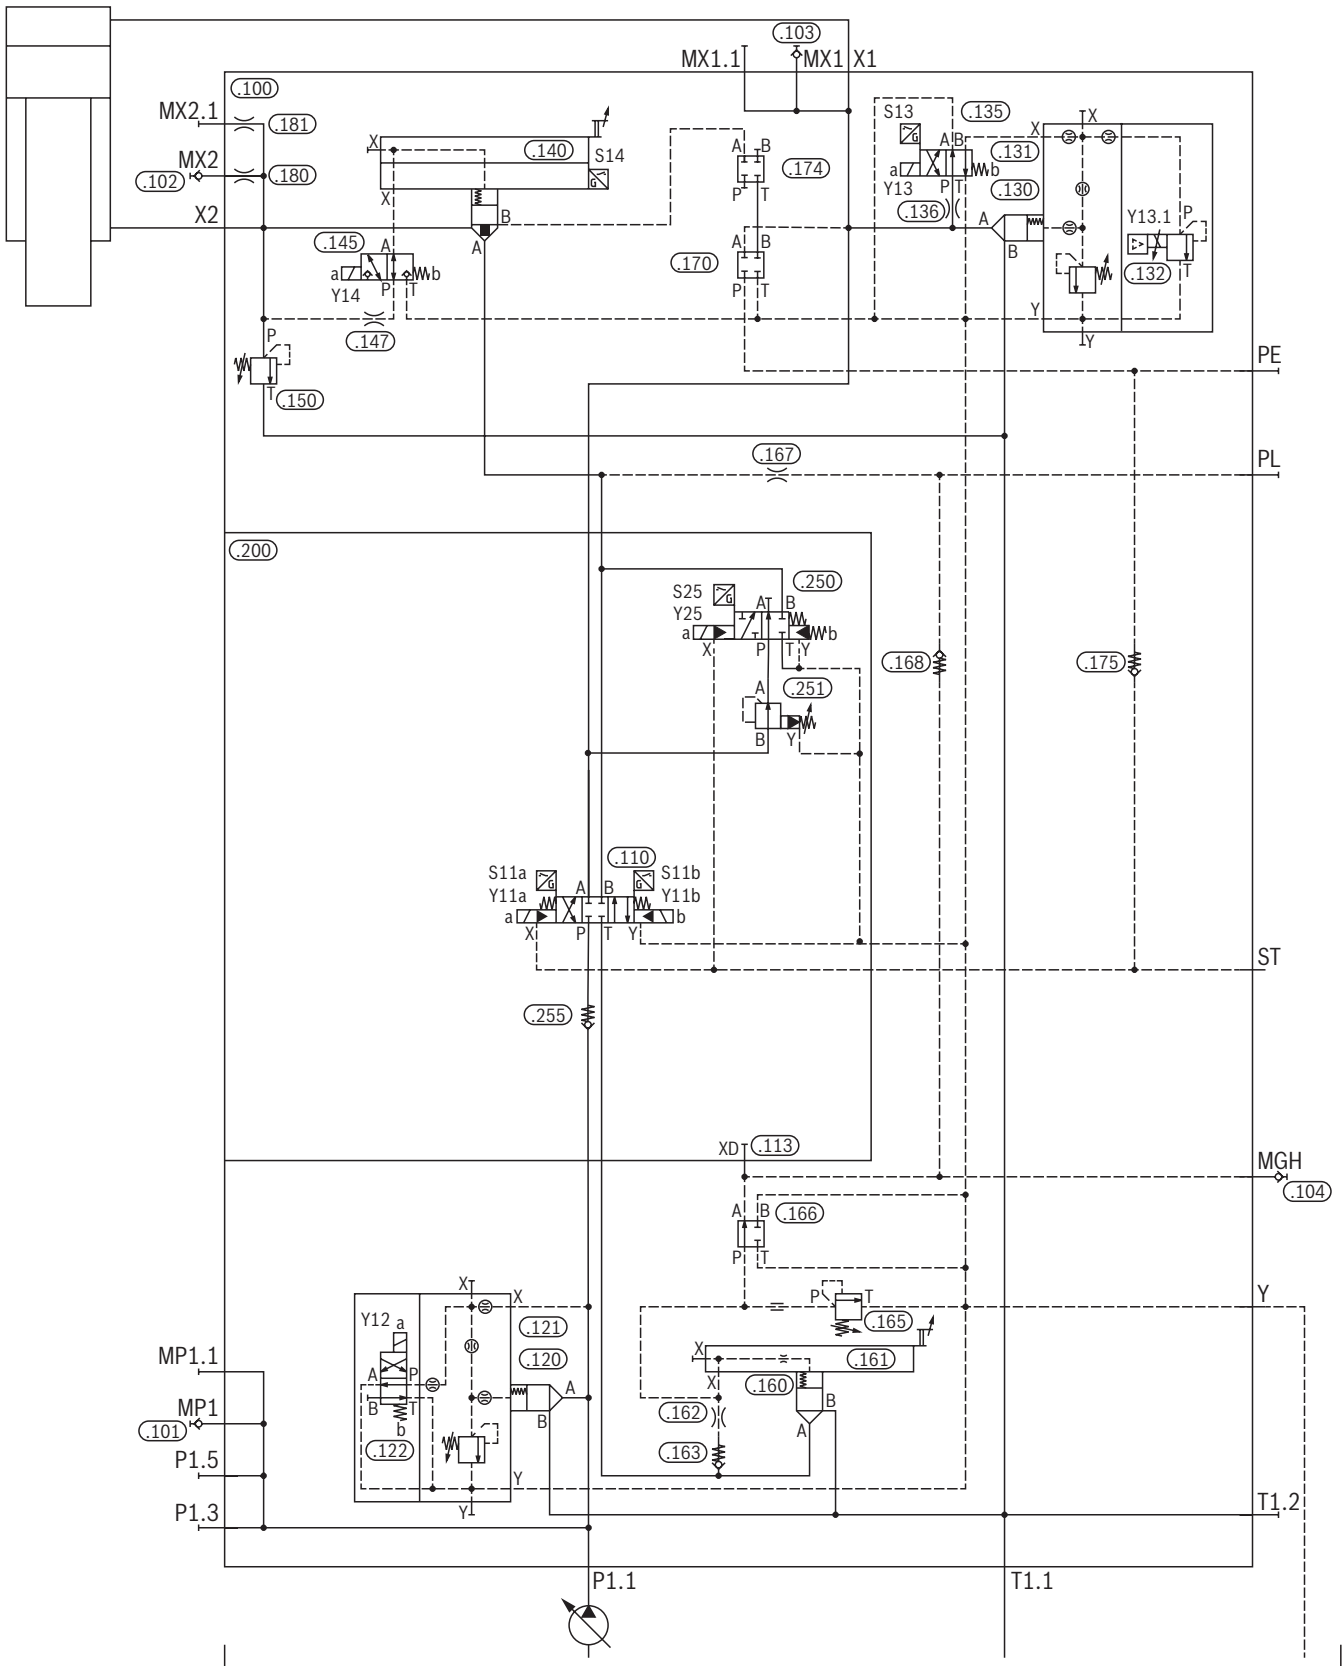 .103
MX1.1
MX1
X1
.100
MX2.1
.181
MX2
.102
.180
X2
X
.140
S14
X
B
A
.145
A
a
b
P
T
Y14
.147
P
T
.150
A
B
.174
P
T
A
B
.170
P
T
S13
.135
A
B
a
b
Y13
P
T
.136
X
X
.131
.130
A
B
Y13.1
P
.132
T
Y
Y
PE
.167
PL
.200
S25
.250
Y25
A
B
a
b
X
P
T
Y
A
.251
B
Y
.168
.175
S11a
.110
S11b
Y11a
A
B
Y11b
a
b
X
P
T
Y
ST
.255
XD
.113
MGH
.104
A
B
.166
P
T
Y
P
T
.165
X
.161
X
.160
B
A
.162
.163
X
X
Y12
a
.121
.120
A
P
B
T
b
.122
A
B
Y
Y
MP1.1
MP1
.101
P1.5
P1.3
T1.2
P1.1
T1.1